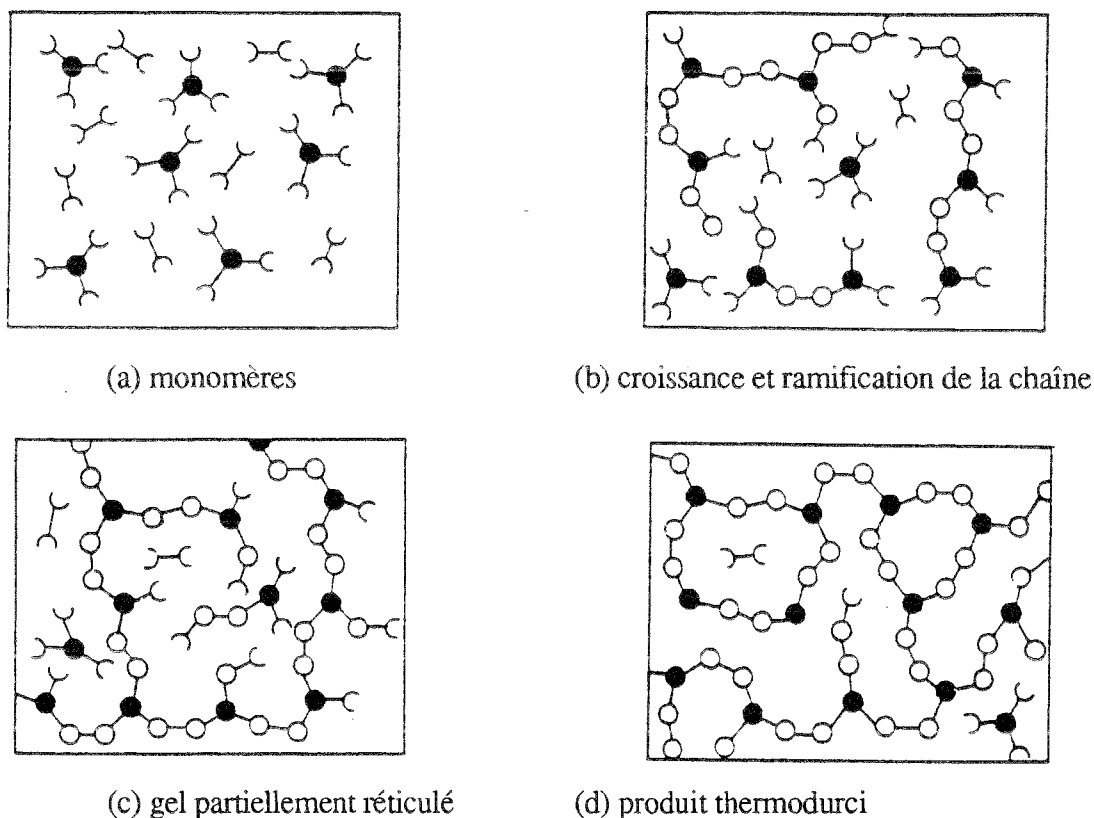 (a) monomères
(b) croissance et ramification de la chaîne
(c) gel partiellement réticulé
(d) produit thermodurci